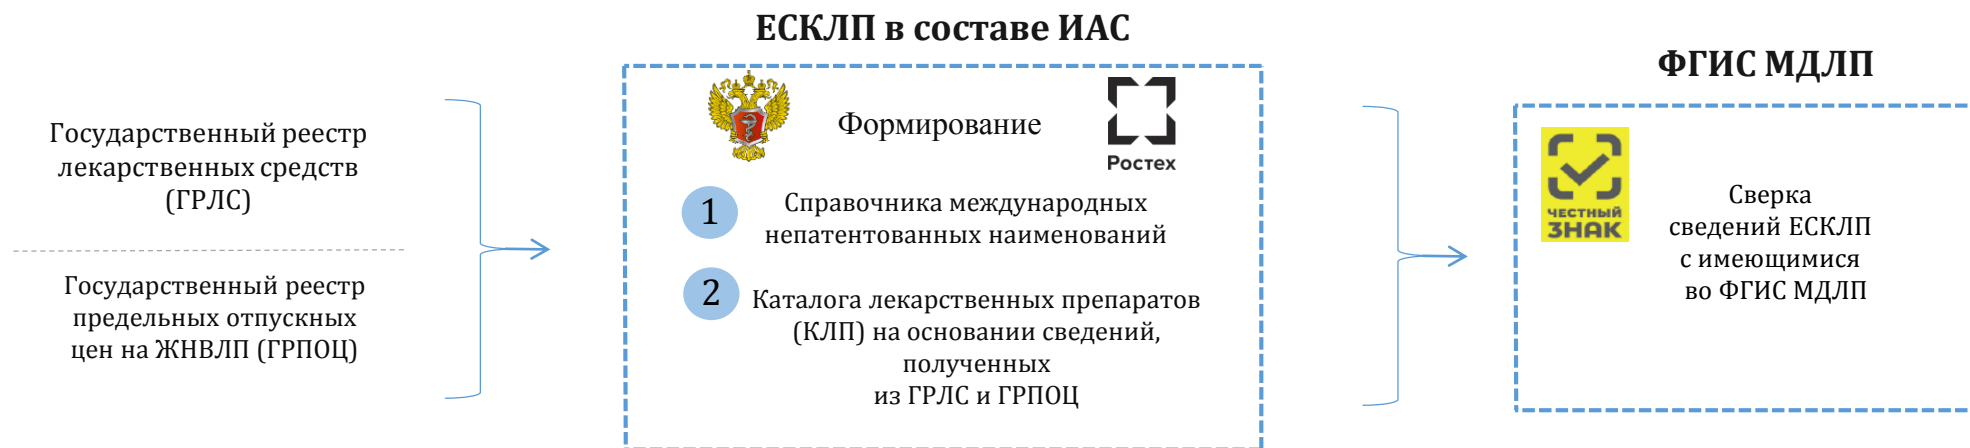 ЕСКЛП в составе ИАС
ФГИС МДЛП
Государственный реестр
лекарственных средств
(ГРЛС)
Государственный реестр
предельных отпускных
цен на ЖНВЛП (ГРПОЦ)
Формирование
Ростех
1
Справочника международных
непатентованных наименований
2
Каталога лекарственных препаратов
(КЛП) на основании сведений,
полученных
из ГРЛС и ГРПОЦ
ЧЕСТНЫЙ
ЗНАК
Сверка
сведений ЕСКЛП
с имеющимися
во ФГИС МДЛП